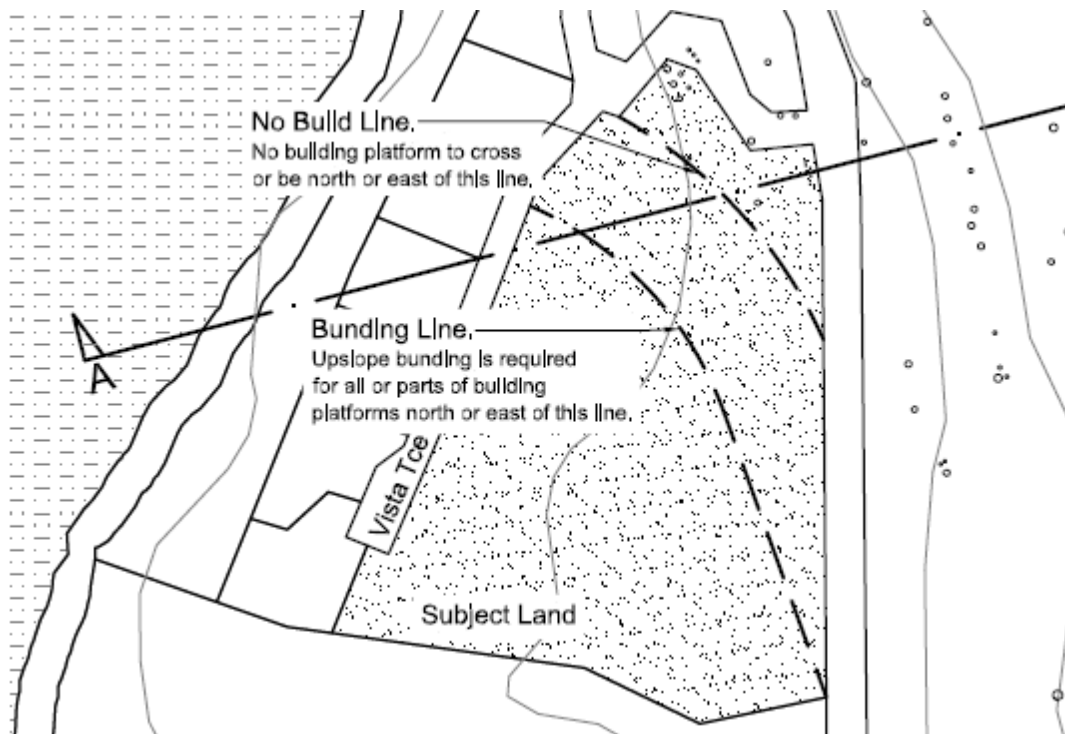 No Build Line.
No building platform to cross
or be north or east of this line.
A
Bunding Line.
Upslope bunding is required
for all or parts of building
platforms north or east of this line.
Vista Tce
Subject Land